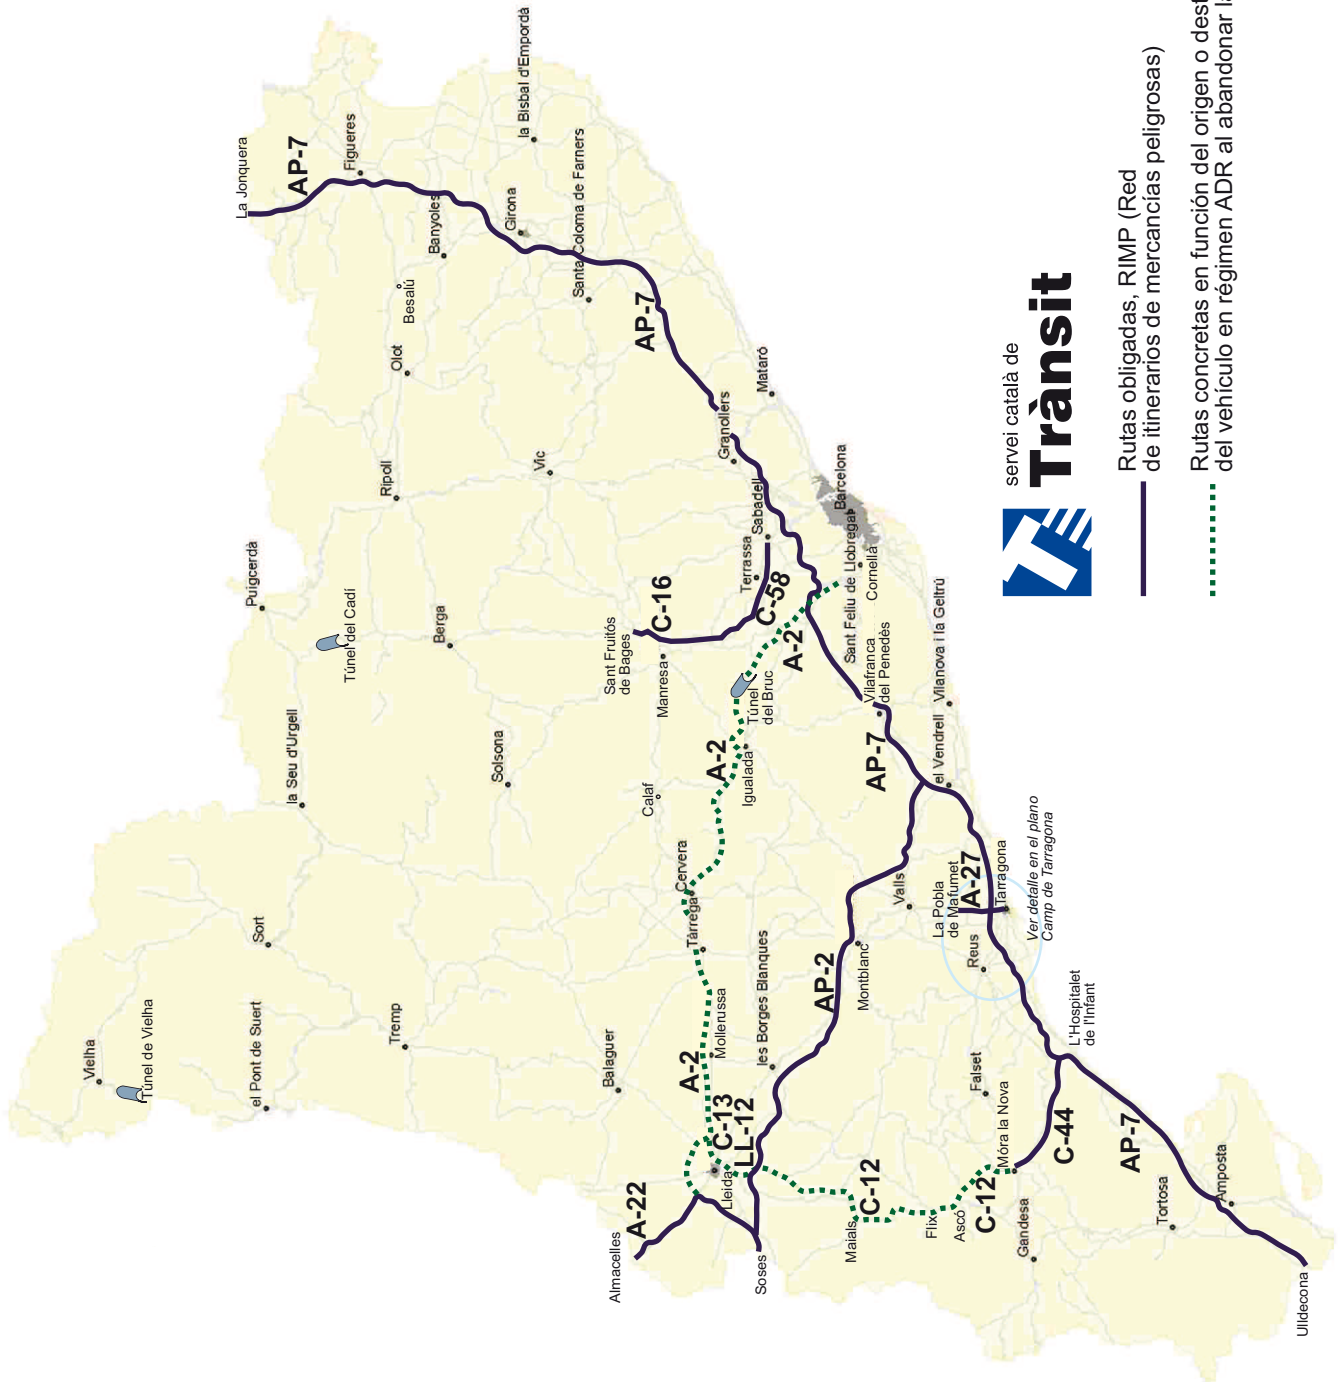 La Jonquera
AP-7
Figueres
la Bisbal d'Empordà
Banyoles
Girona
Santa Coloma de Farners
Besalú
Olot
AP-7
Ripoll
Vic
Granollers
Mataró
Puigcerdà
Túnel del Cadí
Berga
Sant Fruitós
de Bages
C-16
Manresa
Terrassa
Sabadell
C-58
Barcelona
Sant Feliu de Llobregat
Cornellà
A-2
Túnel
del Bruc
Vilafranca
del Penedès
Vilanova i la Geltrú
la Seu d'Urgell
Solsona
Calaf
A-2
Igualada
AP-7
el Vendrell
Cervera
Tàrrega
Valls
La Pobla
de Mafumet
A-27
Tarragona
Ver detalle en el plano
Camp de Tarragona
Reus
Sort
Vielha
Túnel de Vielha
el Pont de Suert
Tremp
Balaguer
Mollerussa
A-2
les Borges Blanques
AP-2
Montblanc
L'Hospitalet
de l'Infant
Falset
Móra la Nova
C-44
AP-7
C-13
LL-12
Lleida
A-22
Almacelles
Soses
Maials
C-12
Flix
Ascó
C-12
Gandesa
Tortosa
Amposta
Ulldecona
servei català de
Trànsit
Rutas obligadas, RIMP (Red
de itinerarios de mercancías peligrosas)
Rutas concretas en función del origen o dest
del vehículo en régimen ADR al abandonar la